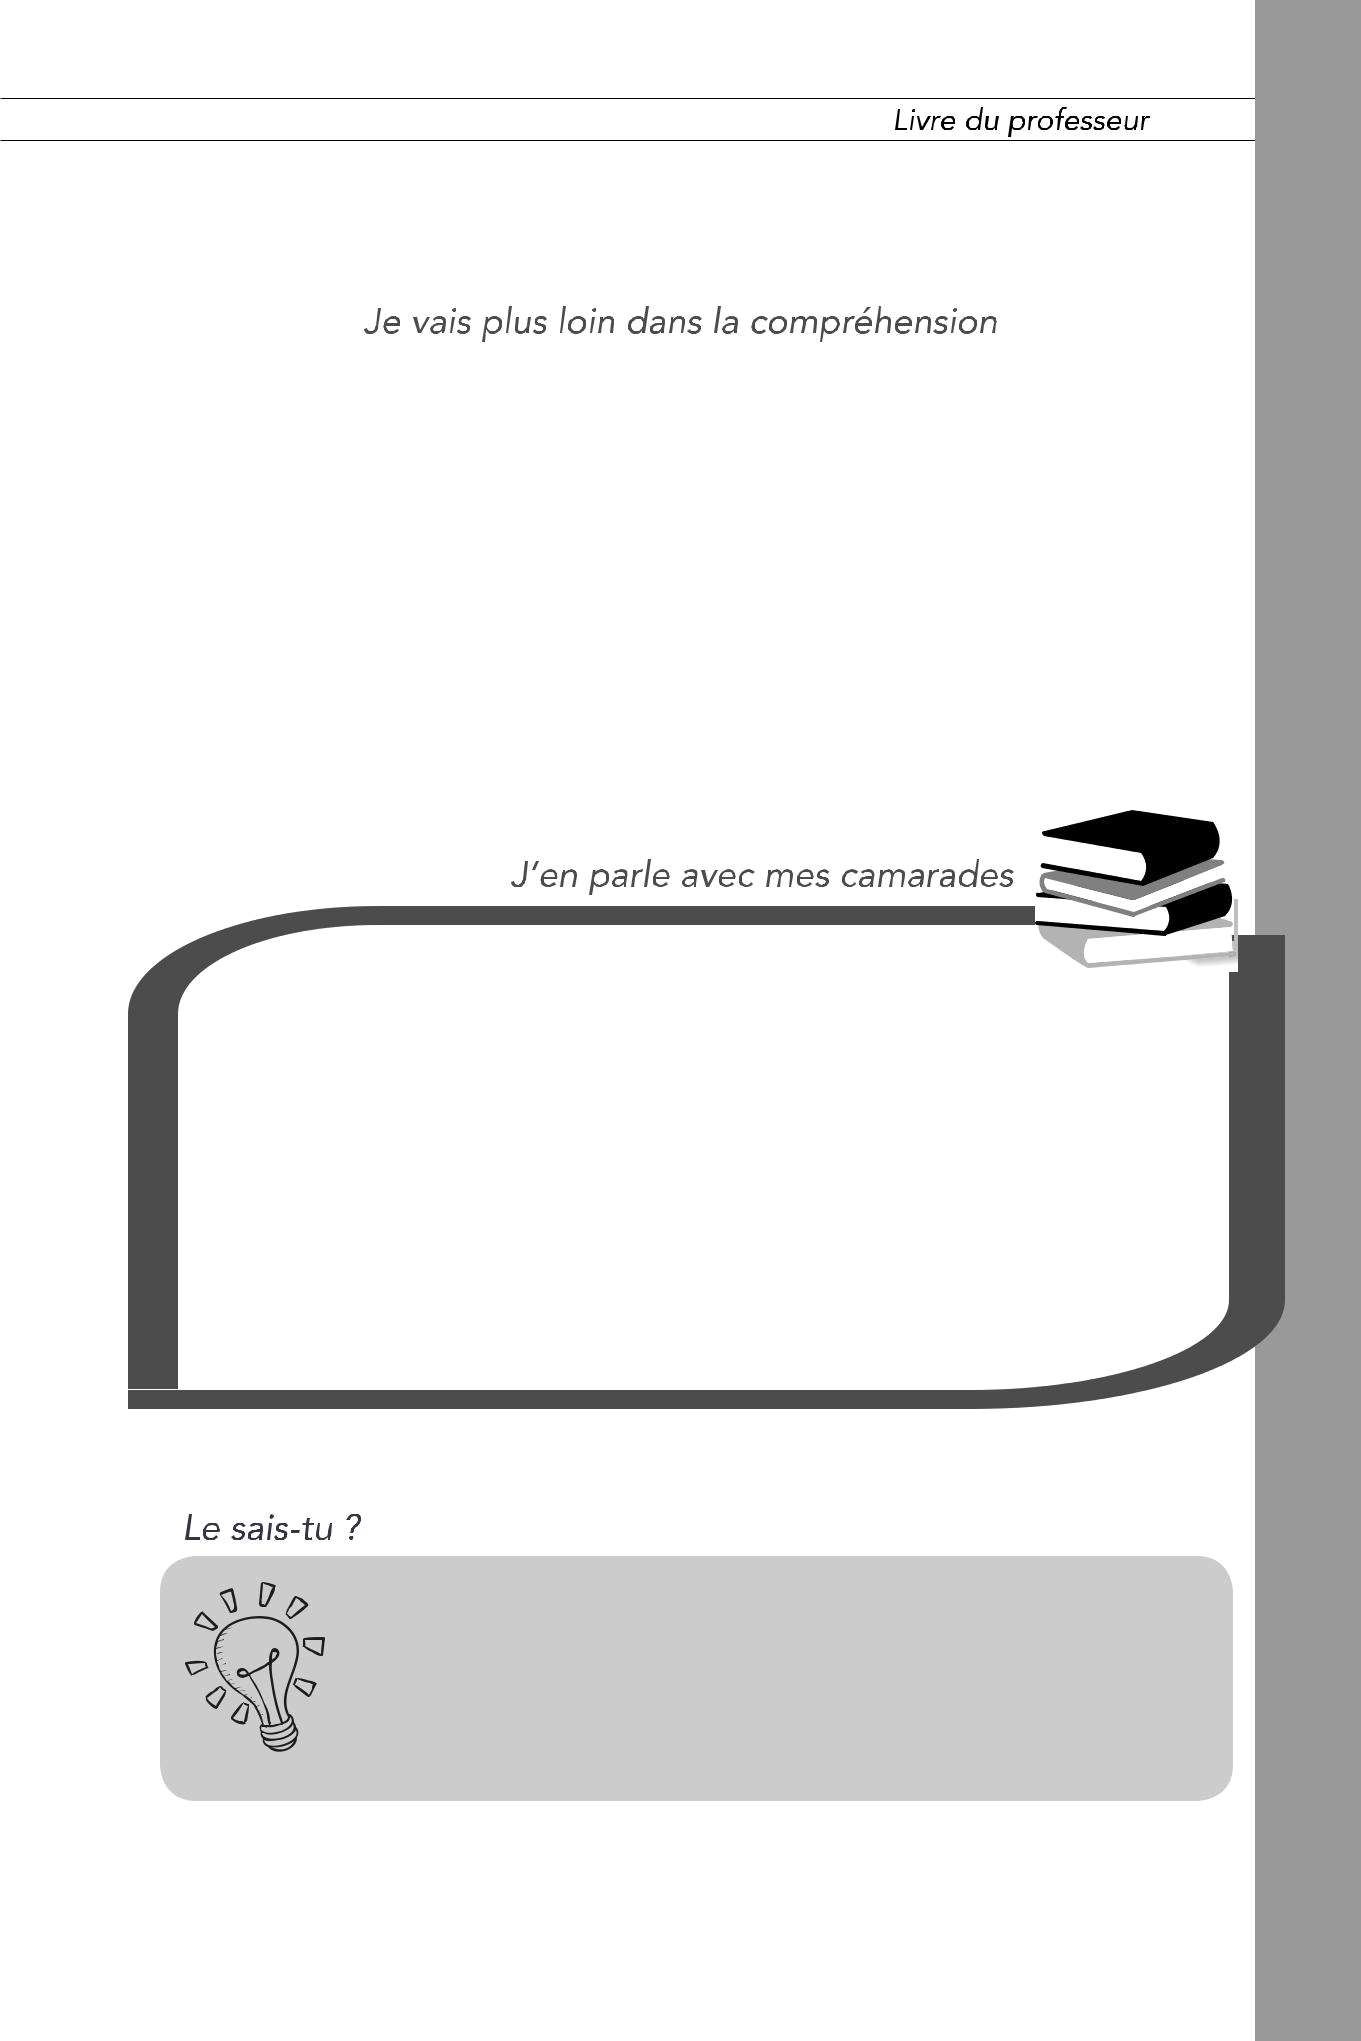 Livre du professeur
Je vais plus loin dans la compréhension
J’en parle avec mes camarades
Le sais-tu ?